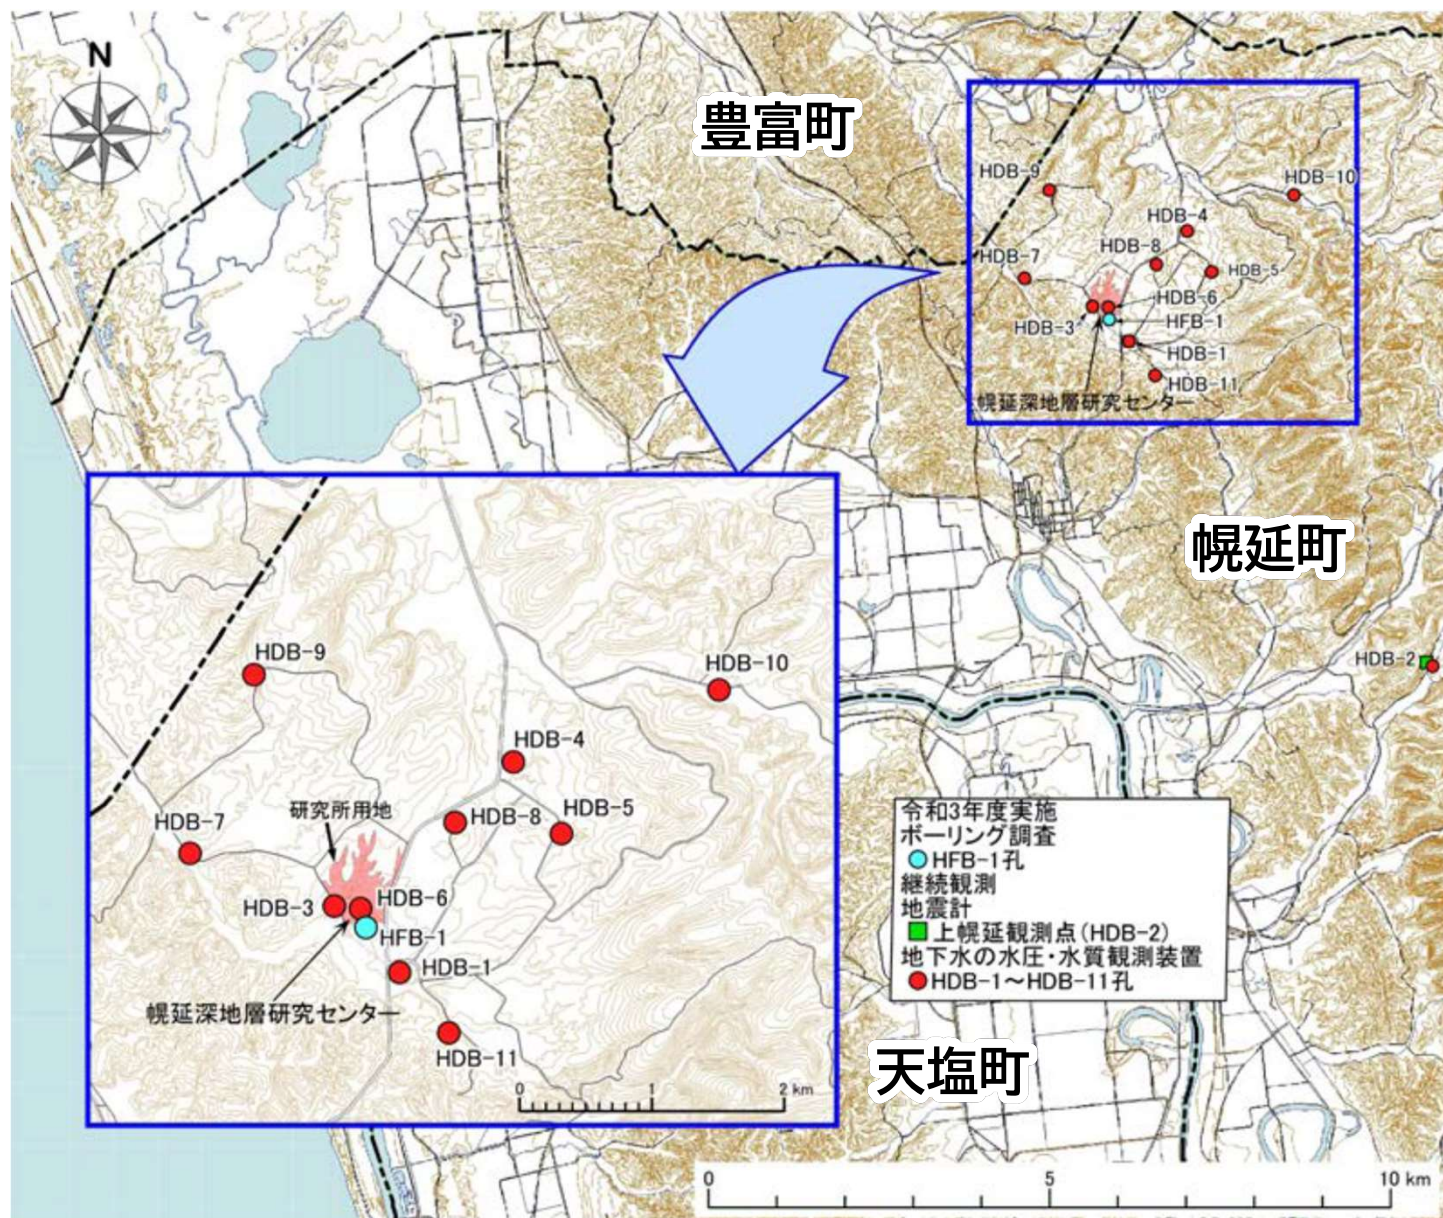 N
豊富町
HDB-9
HDB-10
HDB-4
HDB-8
HDB-7
HDB-5
HDB-6
HDB-3
HFB-1
HDB-1
HDB-11
幌延深地層研究センター
幌延町
HDB-2
HDB-9
HDB-10
HDB-4
HDB-5
HDB-8
研究所用地
HDB-7
HDB-6
HDB-3
HFB-1
HDB-1
幌延深地層研究センター
HDB-11
0 1 2 km
令和3年度実施
ボーリング調査
HFB-1孔
継続観測
地震計
上幌延観測点(HDB-2)
地下水の水圧・水質観測装置
HDB-1～HDB-11孔
天塩町
0 5 10 km